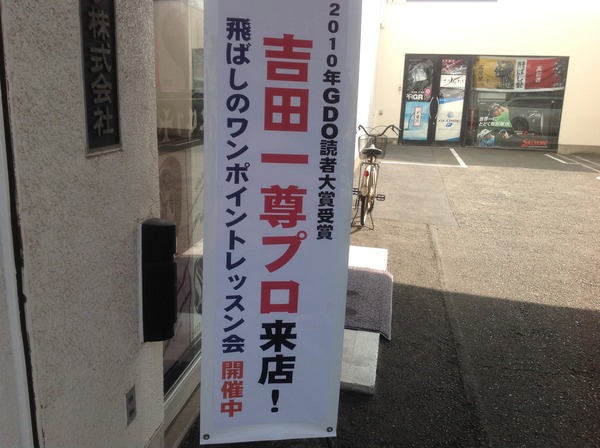 株式会社
2010年GDO読者大賞受賞
吉田一尊プロ来店!
飛ばしのワンポイントレッスン会 開催中